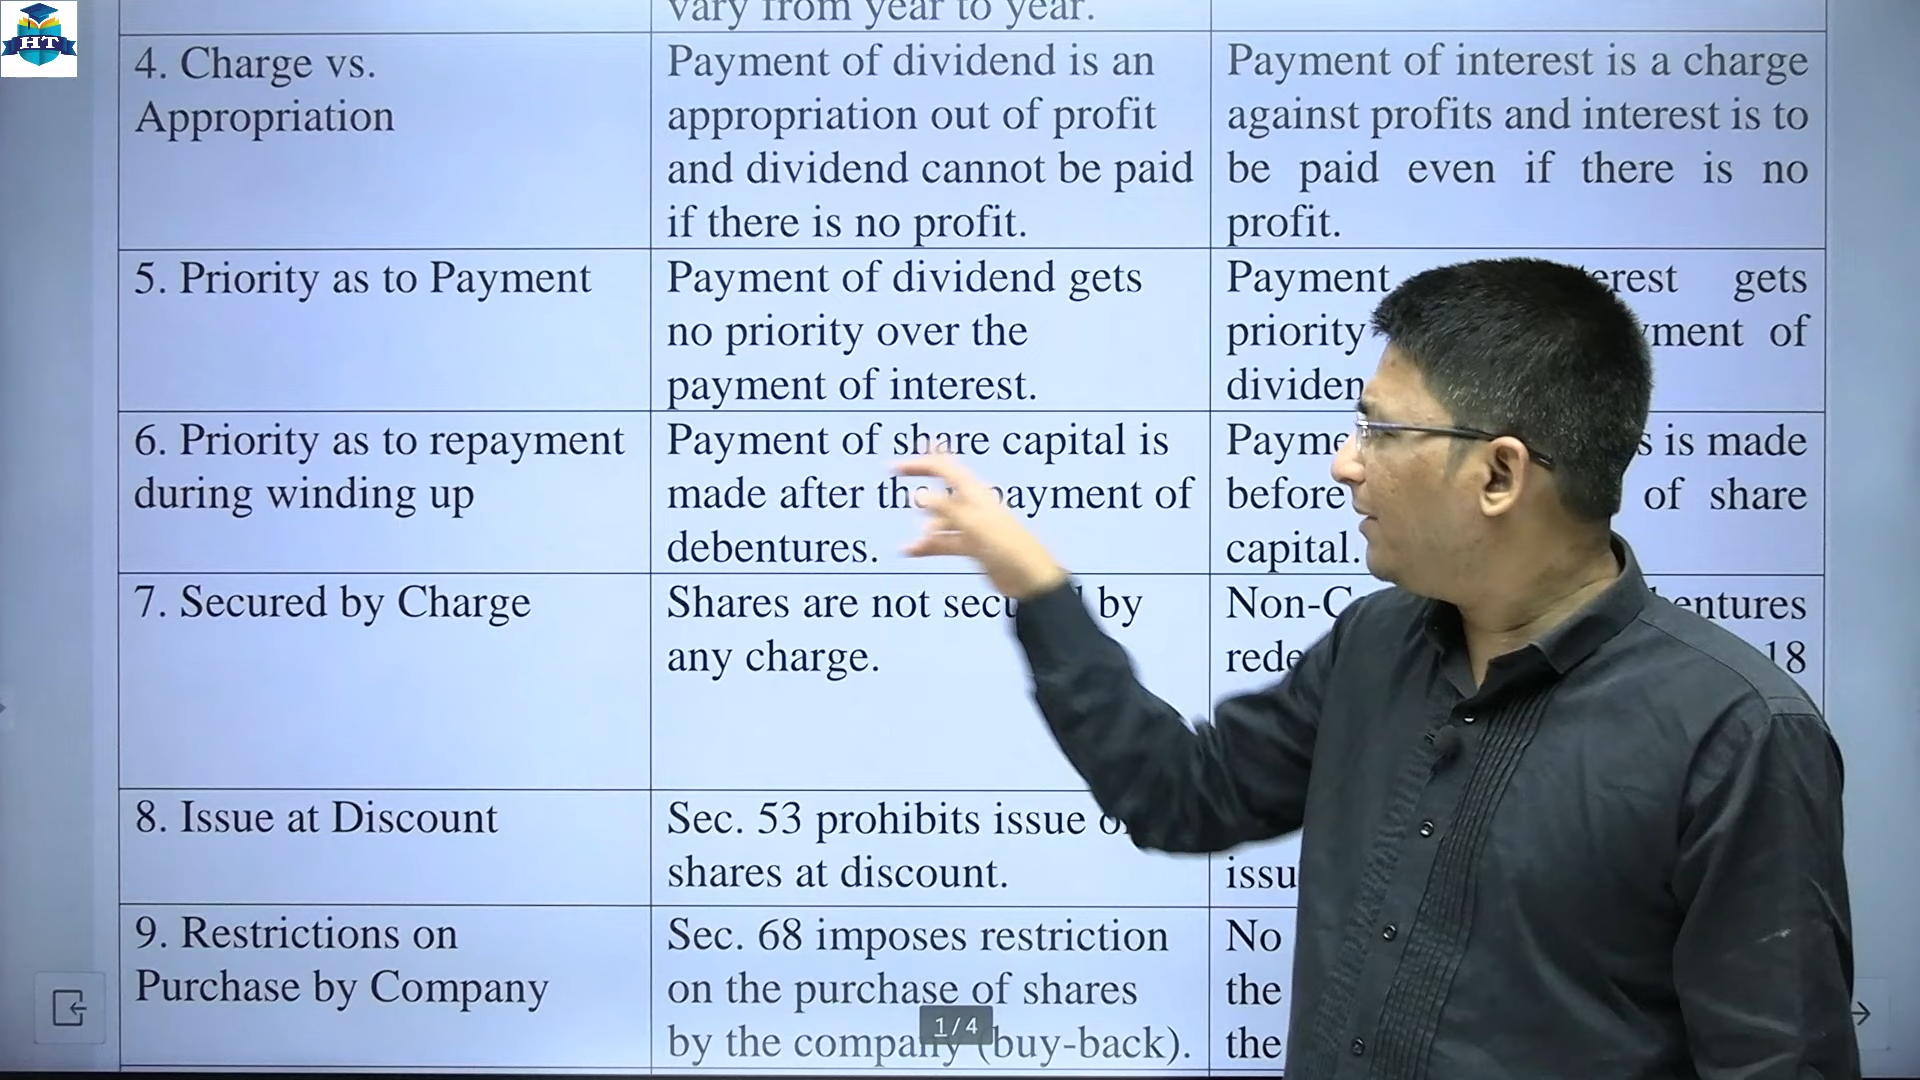 HT
vary from year to year.
4. Charge vs.
Appropriation
Payment of dividend is an
appropriation out of profit
and dividend cannot be paid
if there is no profit.
Payment of interest is a charge
against profits and interest is to
be paid even if there is no
profit.
5. Priority as to Payment
Payment of dividend gets
no priority over the
payment of interest.
Payment gets
priority of
6. Priority as to repayment
during winding up
Payment of share capital is
made after the payment of
debentures.
is made
before of share
capital.
7. Secured by Charge
Shares are not by
any charge.
18
8. Issue at Discount
Sec. 53 prohibits issue
shares at discount.
9. Restrictions on
Purchase by Company
Sec. 68 imposes restriction
on the purchase of shares
by the company (buy-back).
No
the
the
1/4